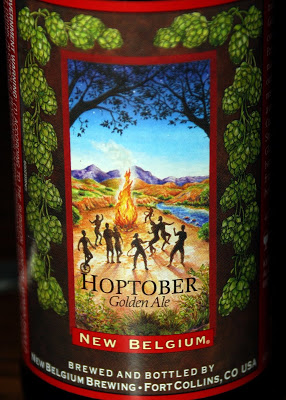 HOPTOBER
Golden Ale
NEW BELGIUM®
BREWED AND BOTTLED BY
NEW BELGIUM BREWING • FORT COLLINS, CO USA